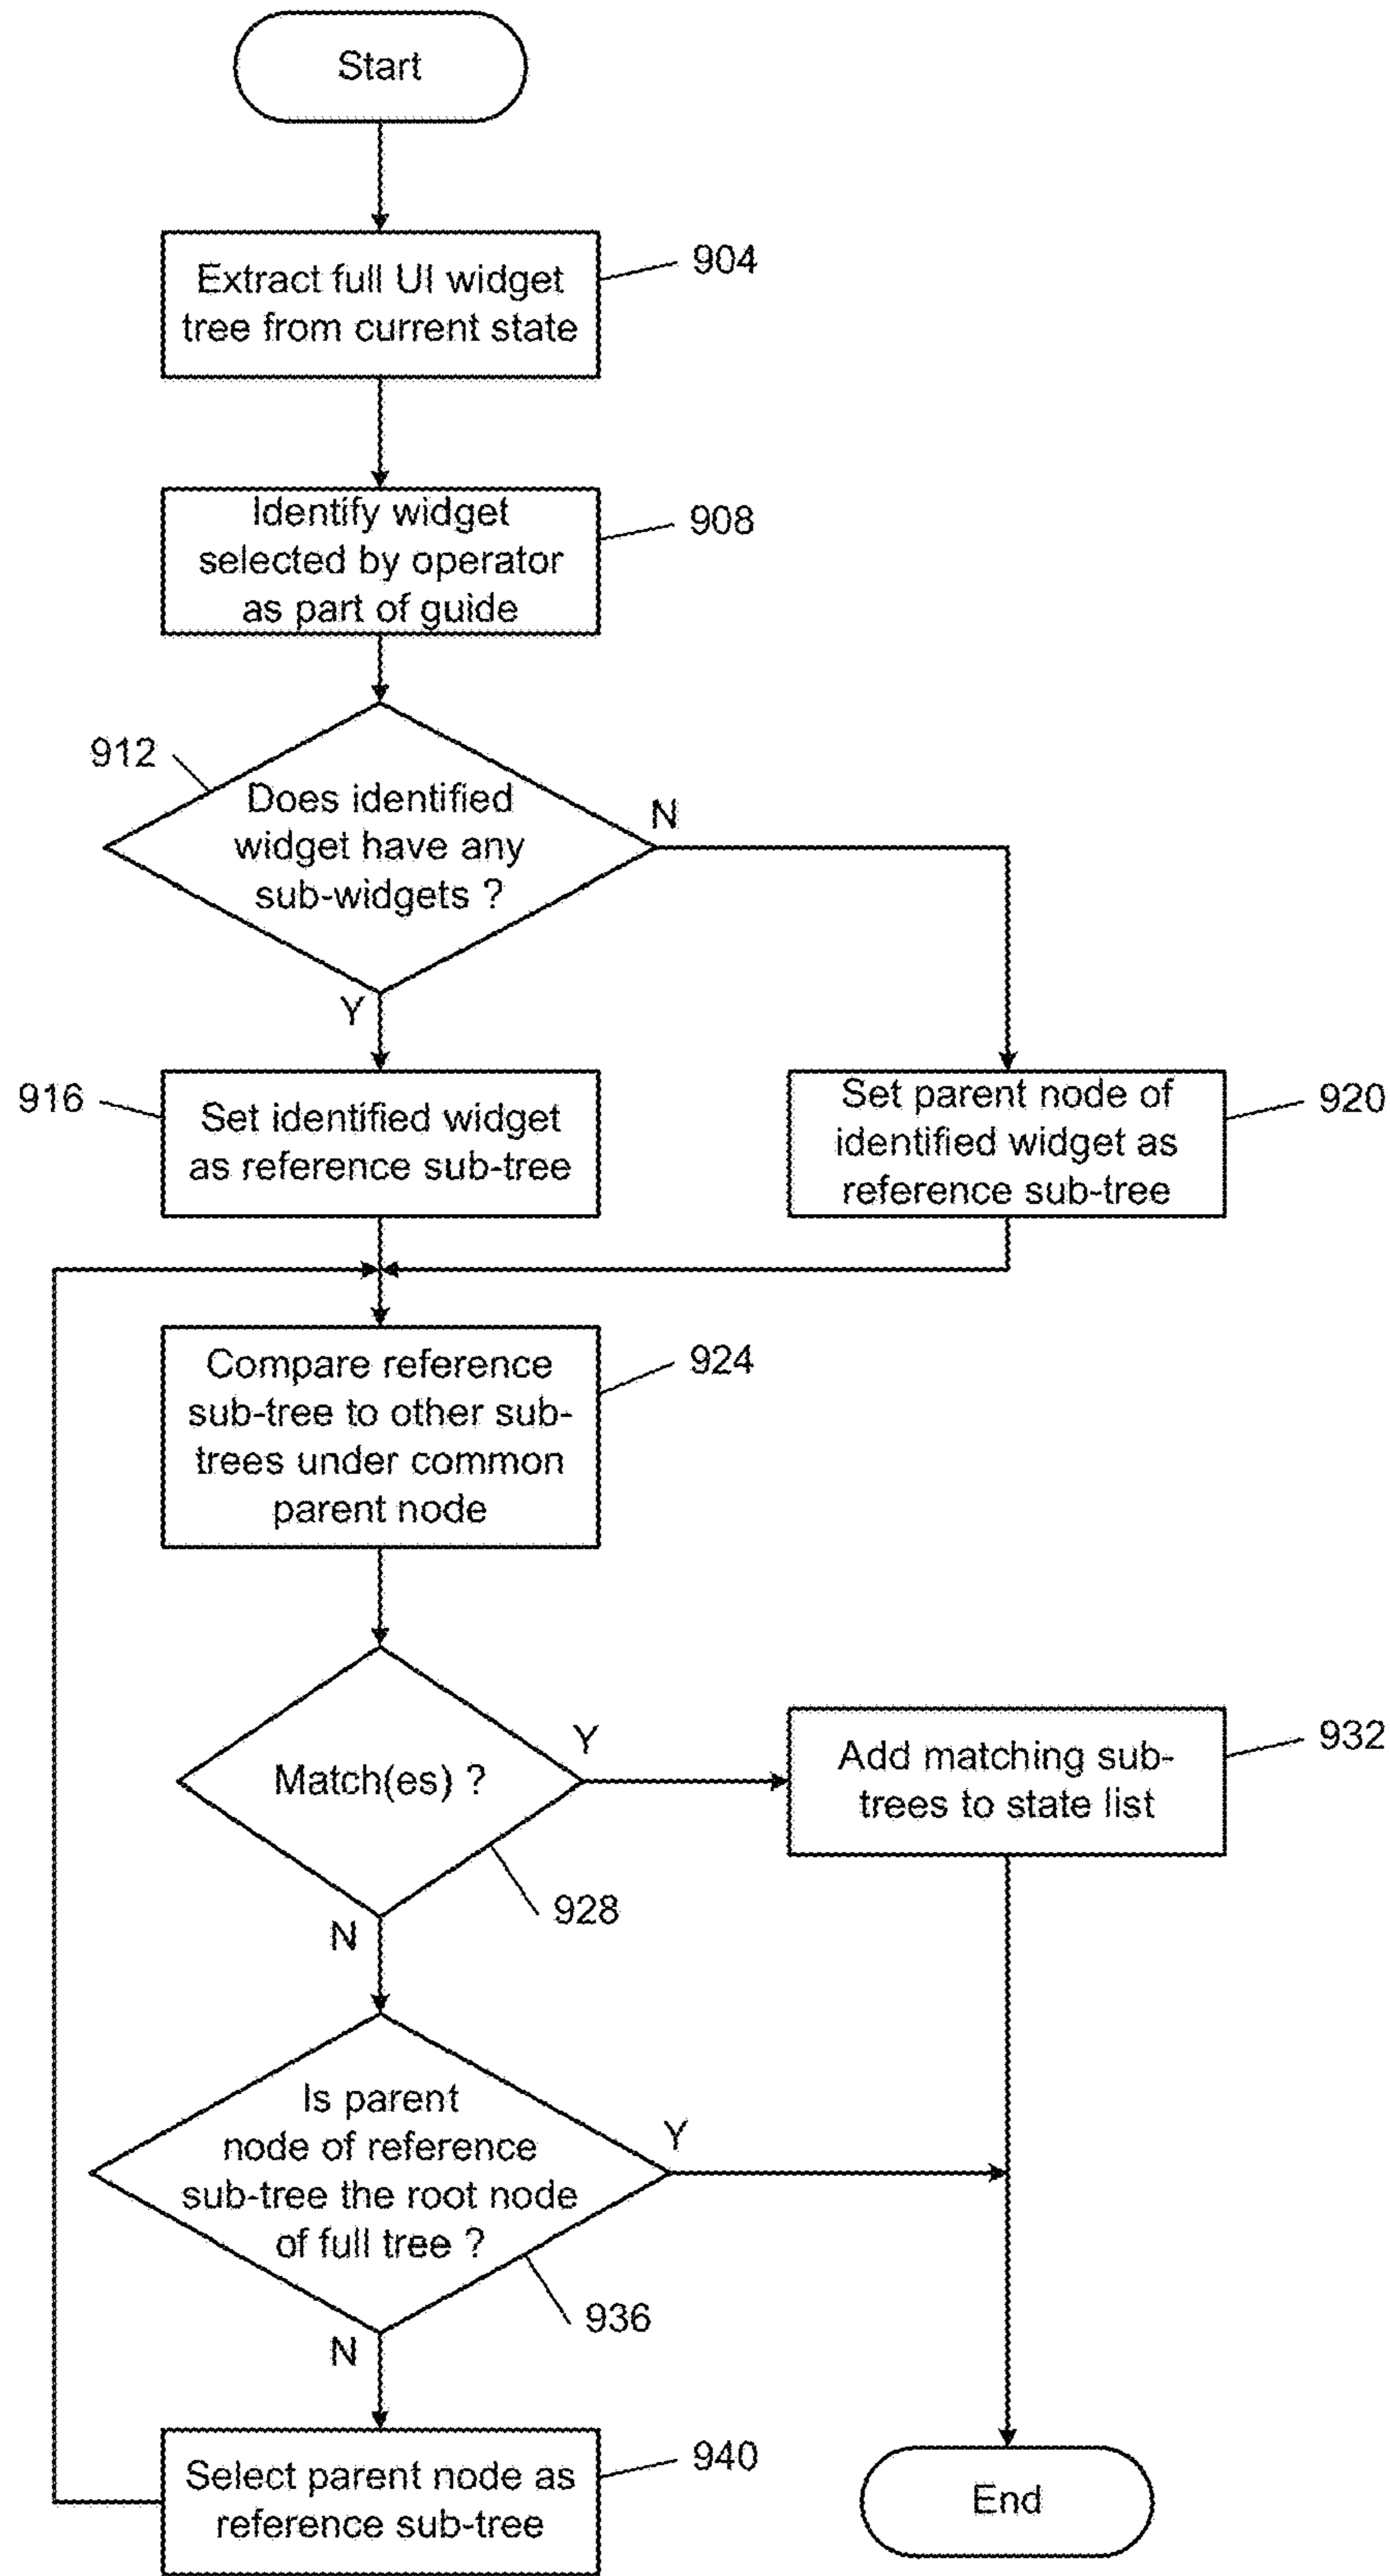 Start
Extract full UI widget
tree from current state
904
Identify widget
selected by operator
as part of guide
908
912
Does identified
widget have any
sub-widgets ?
N
Y
916
Set identified widget
as reference sub-tree
Set parent node of
identified widget as
reference sub-tree
920
Compare reference
sub-tree to other sub-
trees under common
parent node
924
Match(es) ?
Y
928
N
Add matching sub-
trees to state list
932
Is parent
node of reference
sub-tree the root node
of full tree ?
Y
936
N
Select parent node as
reference sub-tree
940
End